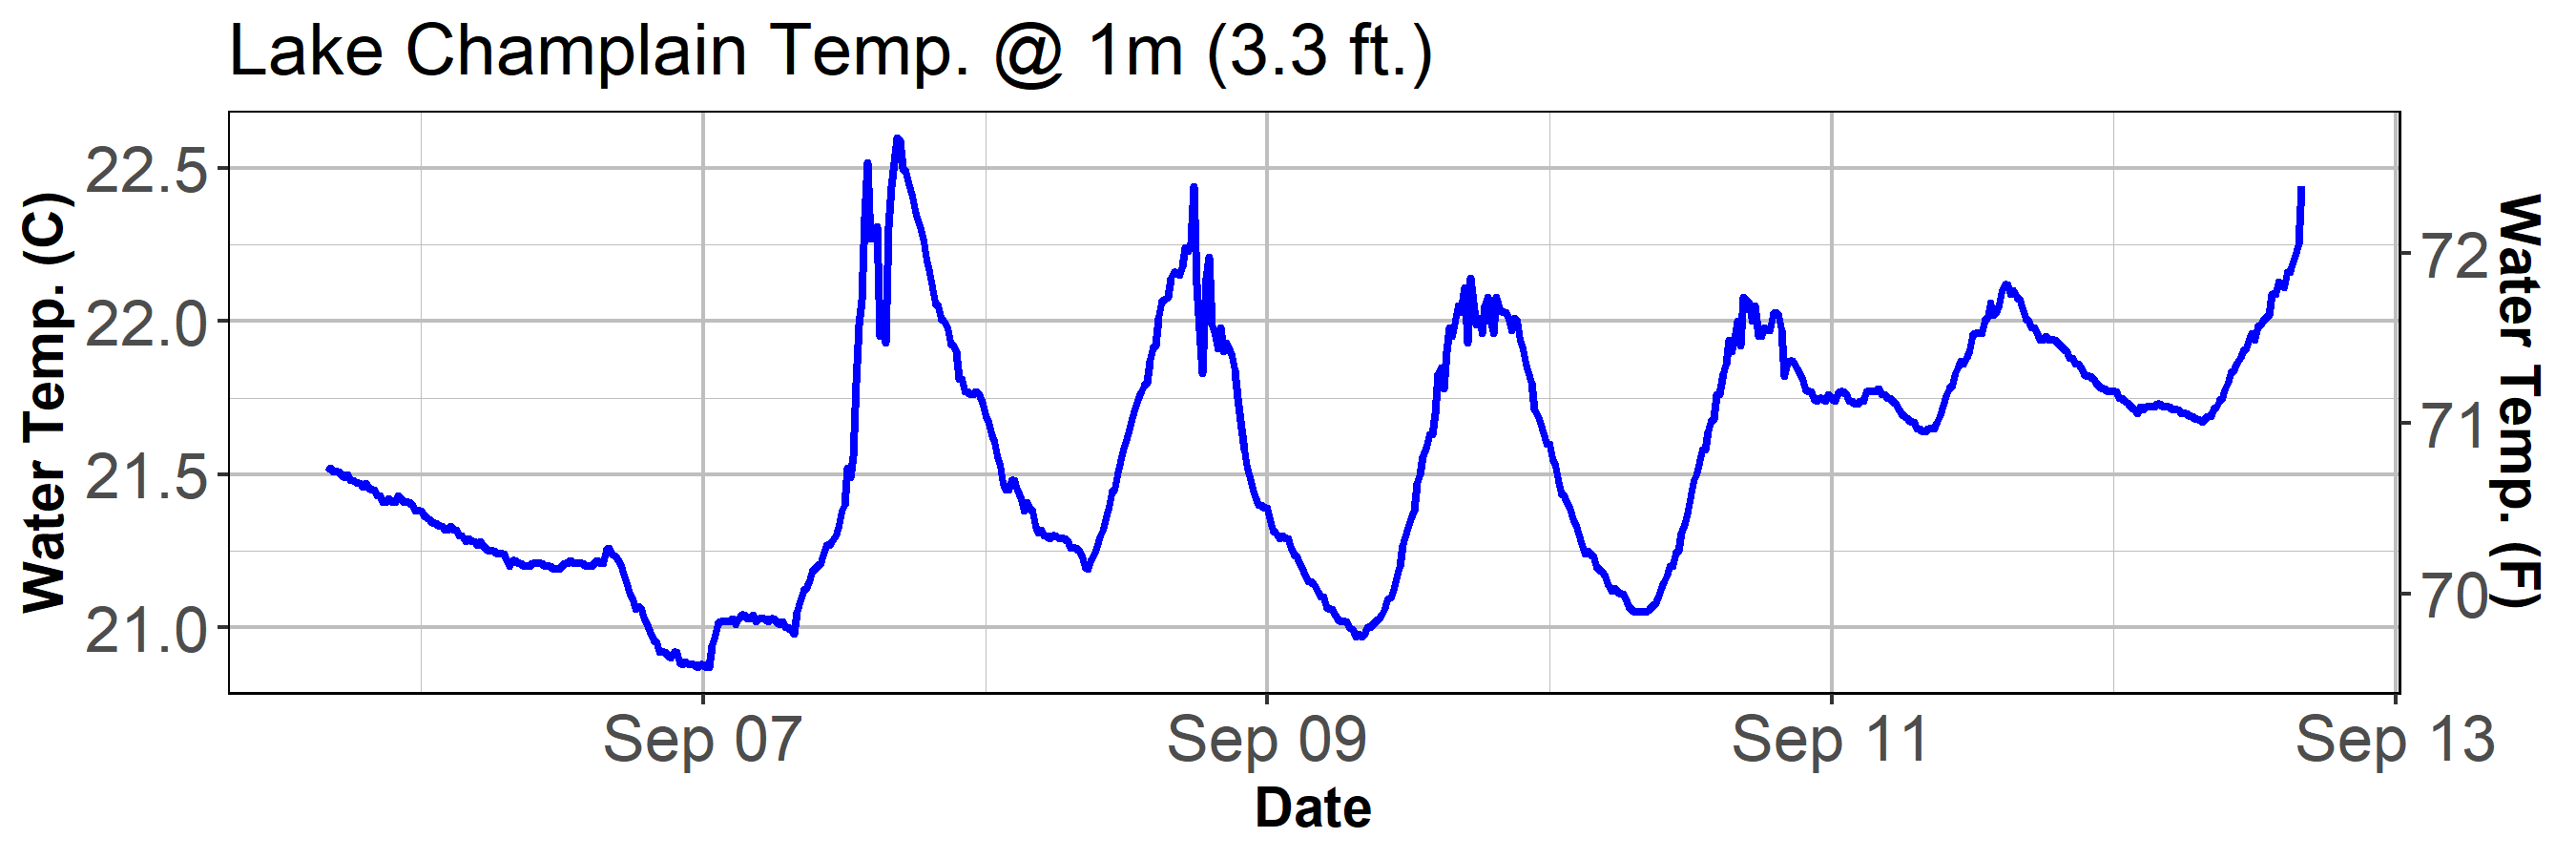 Lake Champlain Temp. @ 1m (3.3 ft.)
Water Temp. (C)
22.5
22.0
21.5
21.0
72
71
70
Water Temp. (F)
Sep 07
Sep 09
Sep 11
Sep 13
Date